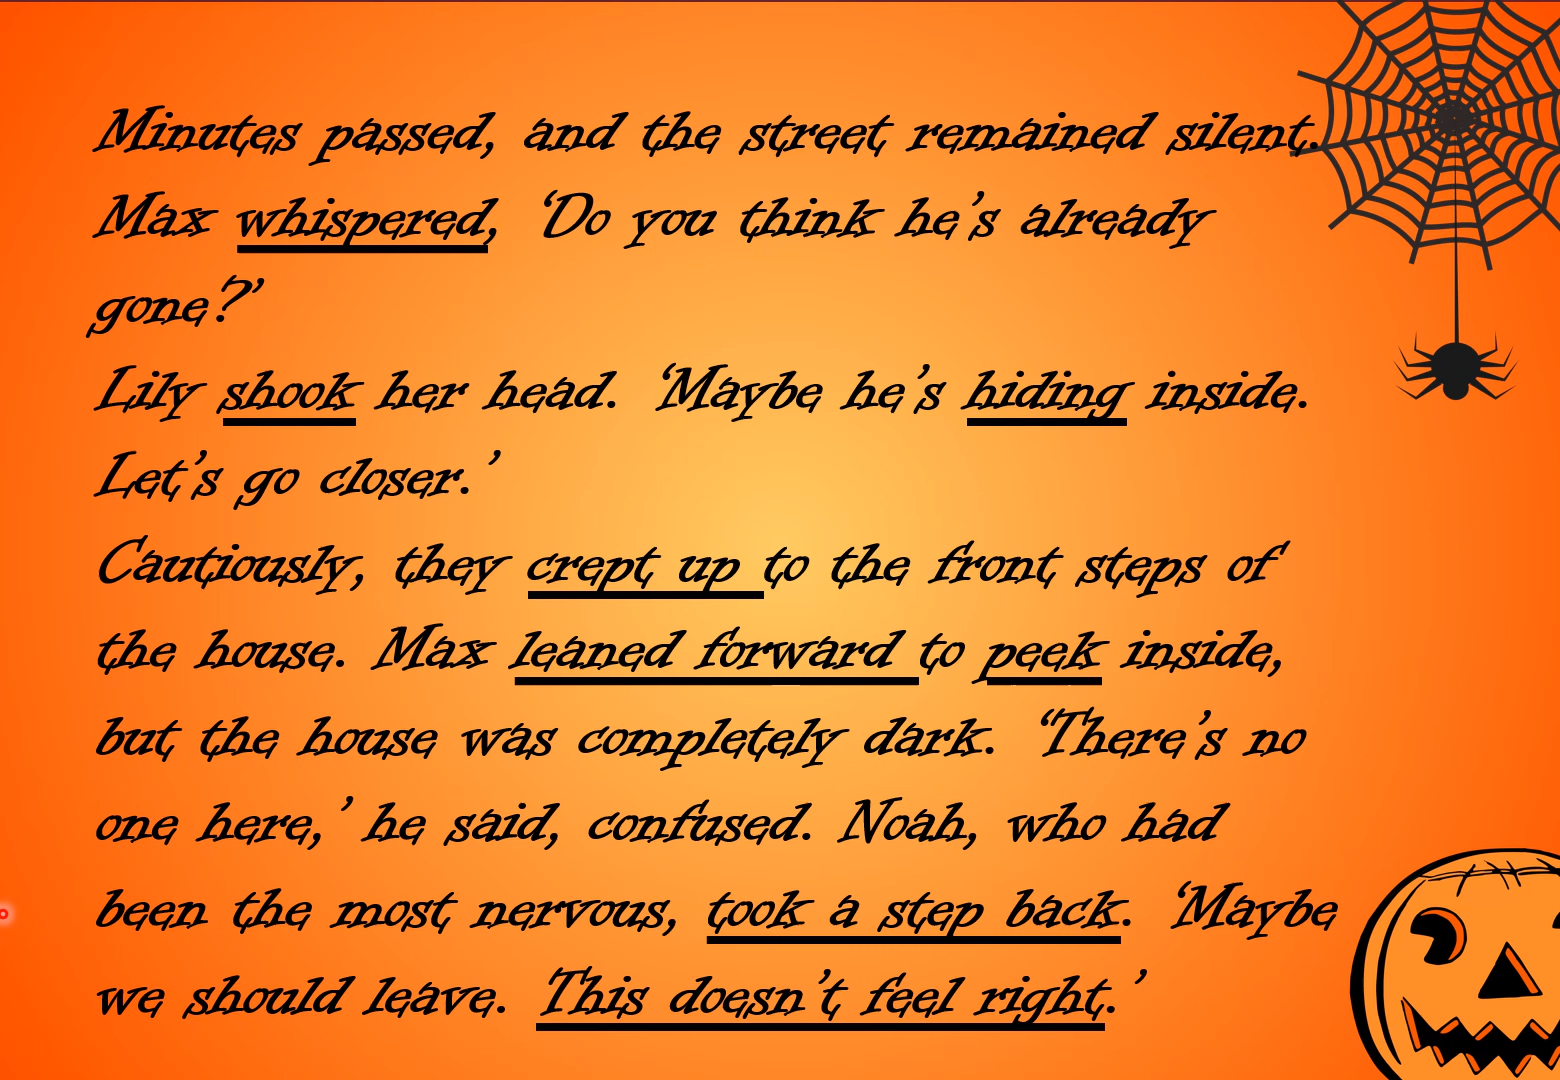 Minutes passed, and the street remained silent.
Max whispered, ‘Do you think he’s already
gone?’
Lily shook her head. ‘Maybe he’s hiding inside.
Let’s go closer.’
Cautiously, they crept up to the front steps of
the house. Max leaned forward to peek inside,
but the house was completely dark. ‘There’s no
one here,’ he said, confused. Noah, who had
been the most nervous, took a step back. ‘Maybe
we should leave. This doesn’t feel right.’